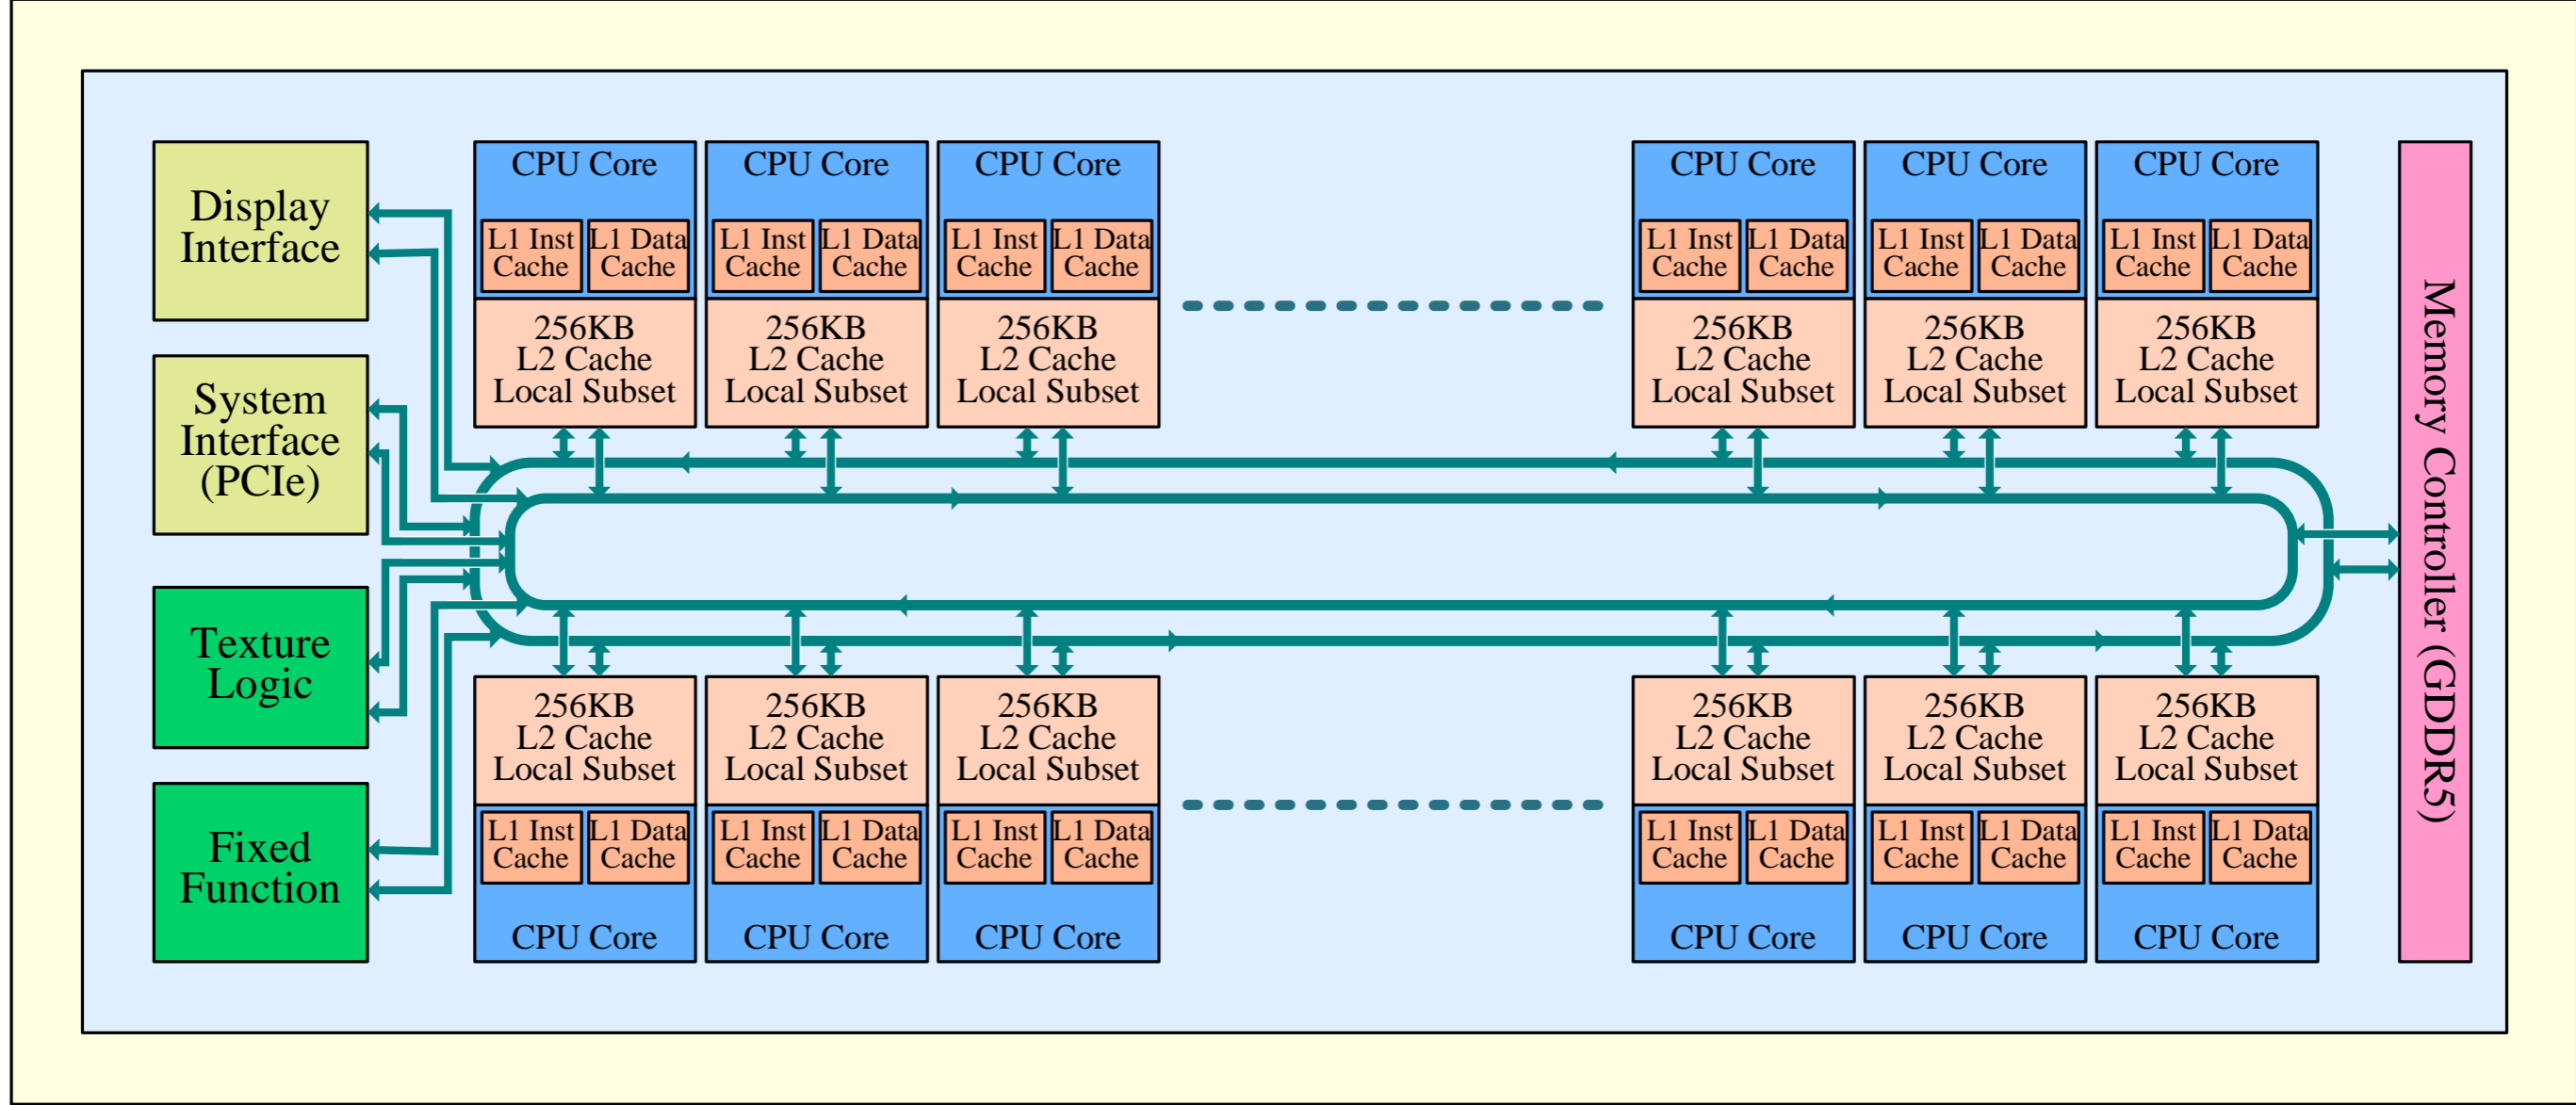 Display
Interface
System
Interface
(PCIe)
Texture
Logic
Fixed
Function
CPU Core
L1 Inst
Cache
L1 Data
Cache
256KB
L2 Cache
Local Subset
CPU Core
L1 Inst
Cache
L1 Data
Cache
256KB
L2 Cache
Local Subset
CPU Core
L1 Inst
Cache
L1 Data
Cache
256KB
L2 Cache
Local Subset
CPU Core
L1 Inst
Cache
L1 Data
Cache
256KB
L2 Cache
Local Subset
CPU Core
L1 Inst
Cache
L1 Data
Cache
256KB
L2 Cache
Local Subset
CPU Core
L1 Inst
Cache
L1 Data
Cache
256KB
L2 Cache
Local Subset
256KB
L2 Cache
Local Subset
L1 Inst
Cache
L1 Data
Cache
CPU Core
256KB
L2 Cache
Local Subset
L1 Inst
Cache
L1 Data
Cache
CPU Core
256KB
L2 Cache
Local Subset
L1 Inst
Cache
L1 Data
Cache
CPU Core
256KB
L2 Cache
Local Subset
L1 Inst
Cache
L1 Data
Cache
CPU Core
256KB
L2 Cache
Local Subset
L1 Inst
Cache
L1 Data
Cache
CPU Core
256KB
L2 Cache
Local Subset
L1 Inst
Cache
L1 Data
Cache
CPU Core
Memory Controller (GDDR5)